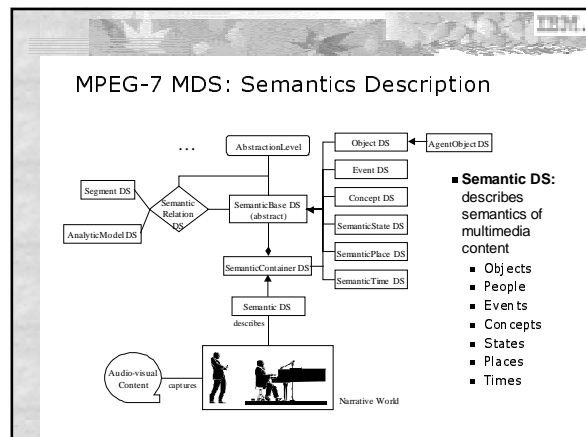 IBM.
MPEG-7 MDS: Semantics Description
...
AbstractionLevel
Object DS
AgentObject DS
Event DS
Segment DS
Semantic
Relation
DS
SemanticBase DS
(abstract)
Concept DS
AnalyticModel DS
SemanticState DS
SemanticContainer DS
SemanticPlace DS
SemanticTime DS
Semantic DS
describes
Audio-visual
Content
captures
Narrative World
■ Semantic DS:
describes
semantics of
multimedia
content
■ Objects
■ People
■ Events
■ Concepts
■ States
■ Places
■ Times